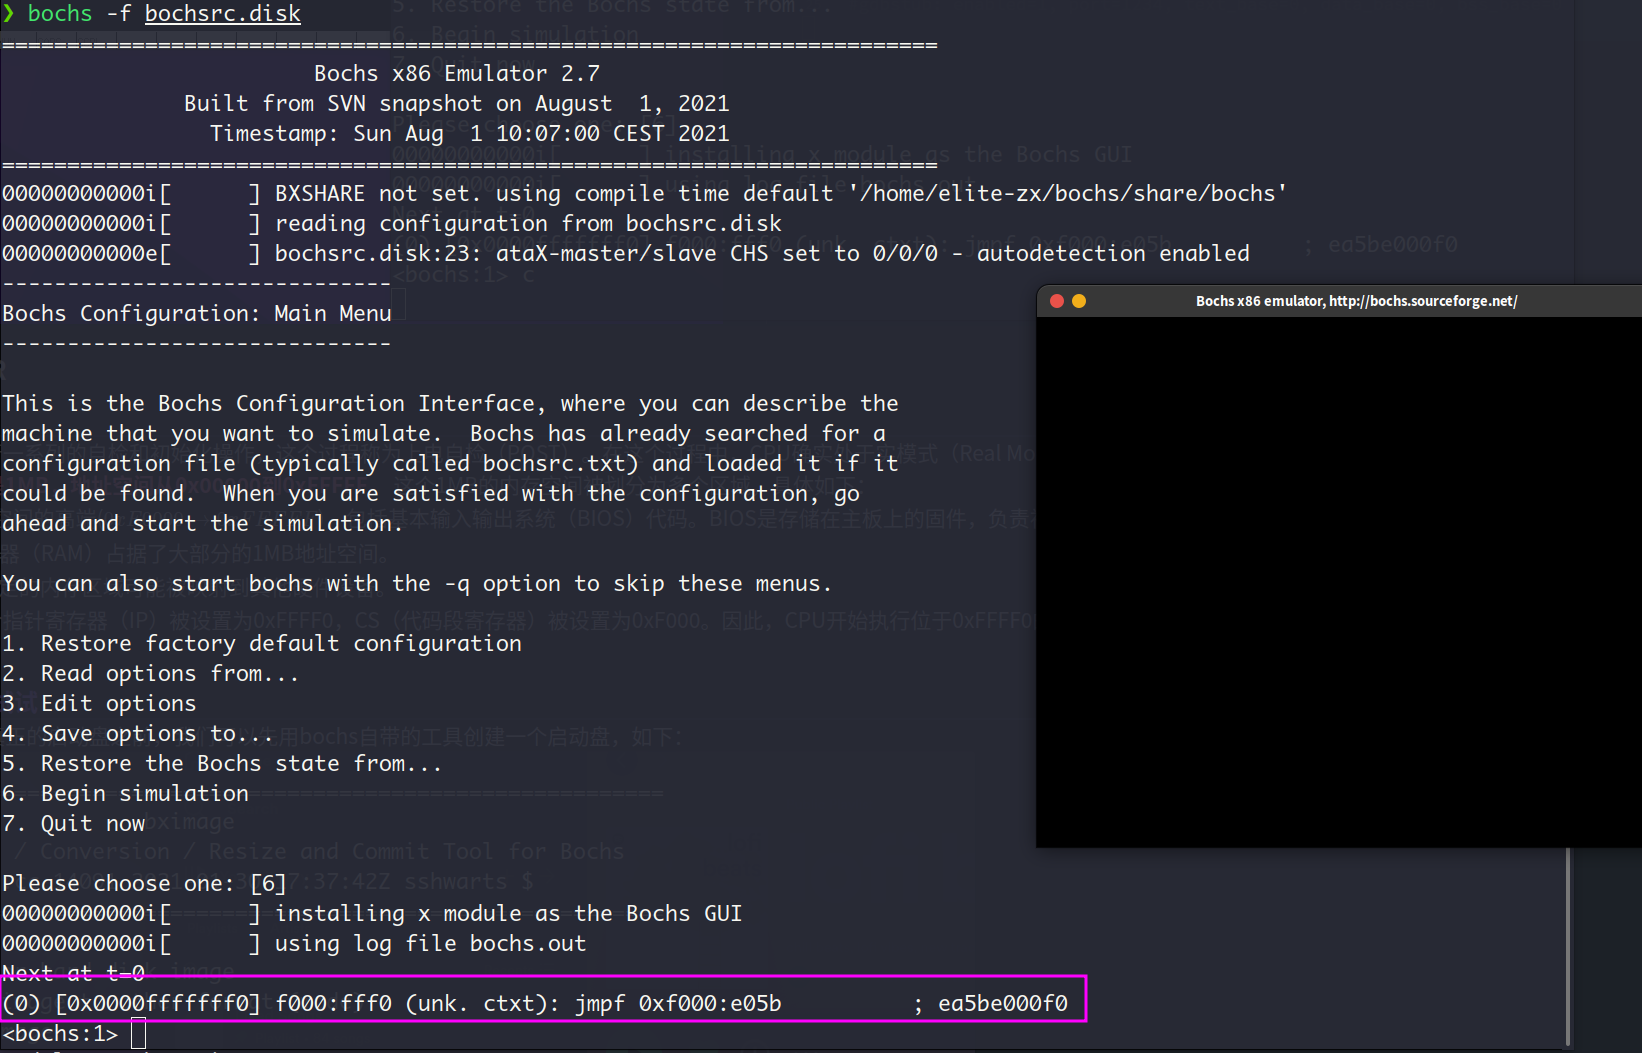 ❯ bochs -f bochsrc.disk
========================================================================
Bochs x86 Emulator 2.7
Built from SVN snapshot on August  1, 2021
Timestamp: Sun Aug  1 10:07:00 CEST 2021
========================================================================
00000000000i[      ] BXSHARE not set. using compile time default '/home/elite-zx/bochs/share/bochs'
00000000000i[      ] reading configuration from bochsrc.disk
00000000000e[      ] bochsrc.disk:23: ataX-master/slave CHS set to 0/0/0 - autodetection enabled
------------------------------
Bochs Configuration: Main Menu
------------------------------
This is the Bochs Configuration Interface, where you can describe the
machine that you want to simulate.  Bochs has already searched for a
configuration file (typically called bochsrc.txt) and loaded it if it
could be found.  When you are satisfied with the configuration, go
ahead and start the simulation.
You can also start bochs with the -q option to skip these menus.
1. Restore factory default configuration
2. Read options from...
3. Edit options
4. Save options to...
5. Restore the Bochs state from...
6. Begin simulation
7. Quit now
Please choose one: [6]
00000000000i[      ] installing x module as the Bochs GUI
00000000000i[      ] using log file bochs.out
Next at t=0
(0) [0x0000fffffff0] f000:fff0 (unk. ctxt): jmpf 0xf000:e05b          ; ea5be000f0
<bochs:1>
Bochs x86 emulator, http://bochs.sourceforge.net/